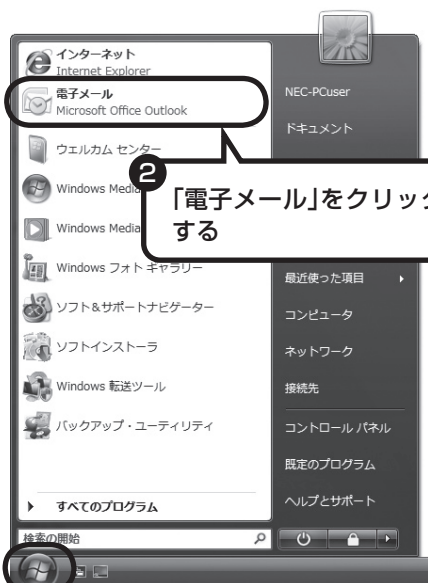 インターネット
Internet Explorer
電子メール
Microsoft Office Outlook
ウェルカム センター
Windows Media
Windows Media
Windows フォト ギャラリー
ソフト&サポートナビゲーター
ソフトインストーラ
Windows 転送ツール
バックアップ・ユーティリティ
すべてのプログラム
検索の開始
NEC-PCuser
ドキュメント
❷
「電子メール」をクリック
する
最近使った項目
コンピュータ
ネットワーク
接続先
コントロール パネル
既定のプログラム
ヘルプとサポート